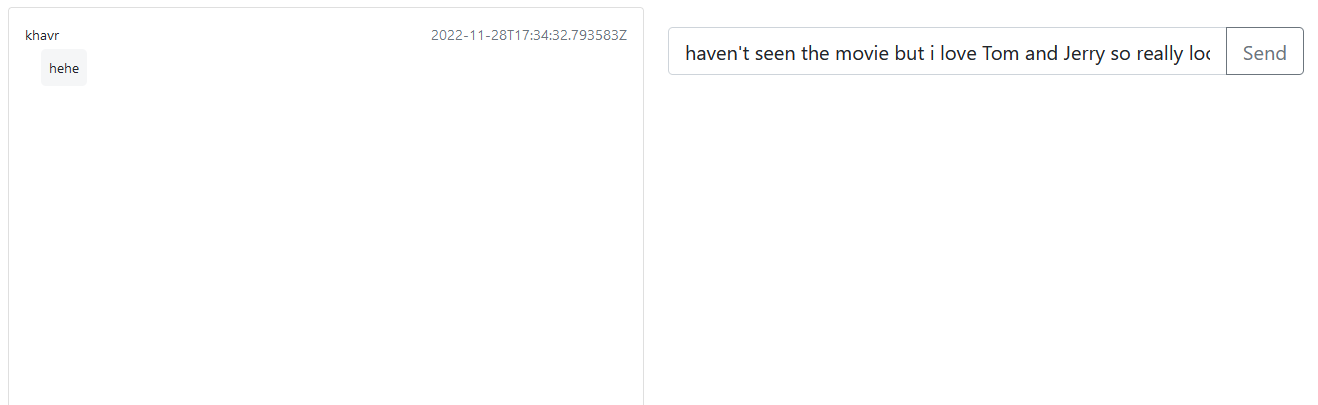 khavr 2022-11-28T17:34:32.793583Z
hehe
haven't seen the movie but i love Tom and Jerry so really
Send